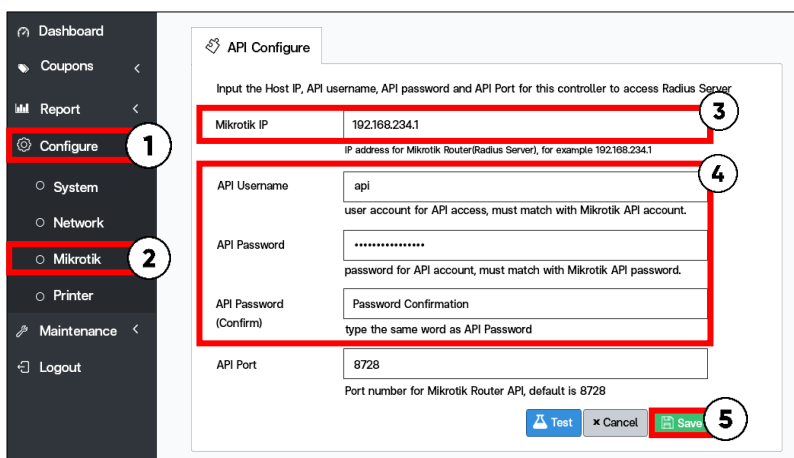 Dashboard
Coupons
Report
Configure
1
System
Network
Mikrotik
2
Printer
Maintenance
Logout
API Configure
Input the Host IP, API username, API password and API Port for this controller to access Radius Server
3
Mikrotik IP
192.168.234.1
IP address for Mikrotik Router(Radius Server), for example 192.168.234.1
4
API Username
api
user account for API access, must match with Mikrotik API account.
API Password
••••••••••••••••
password for API account, must match with Mikrotik API password.
API Password
(Confirm)
Password Confirmation
type the same word as API Password
API Port
8728
Port number for Mikrotik Router API, default is 8728
Test
× Cancel
Save
5